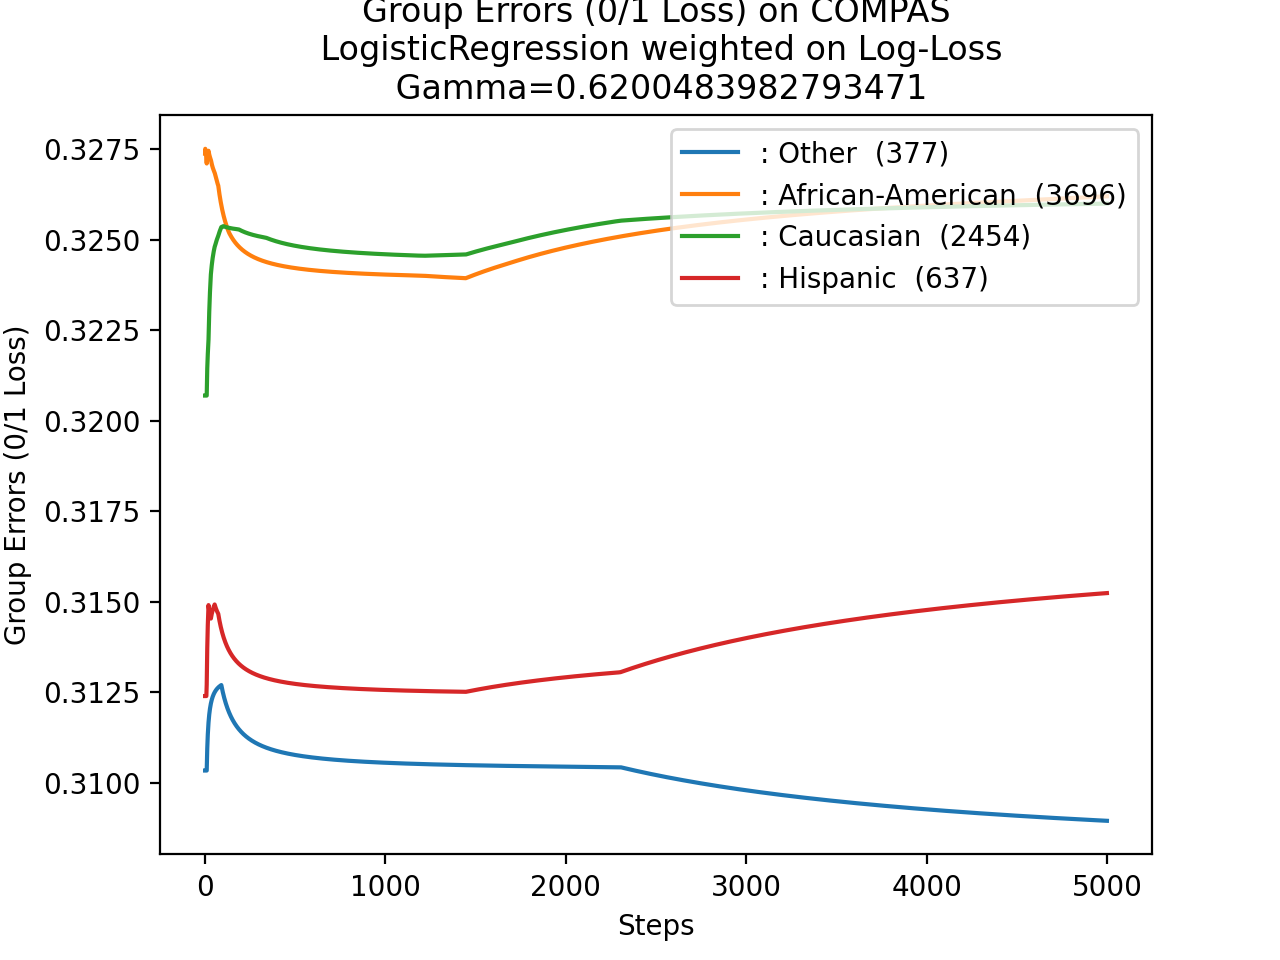 Group Errors (0/1 Loss) on COMPAS
LogisticRegression weighted on Log-Loss
Gamma=0.6200483982793471
: Other (377)
: African-American (3696)
: Caucasian (2454)
: Hispanic (637)
Group Errors (0/1 Loss)
0.3275
0.3250
0.3225
0.3200
0.3175
0.3150
0.3125
0.3100
0 1000 2000 3000 4000 5000
Steps